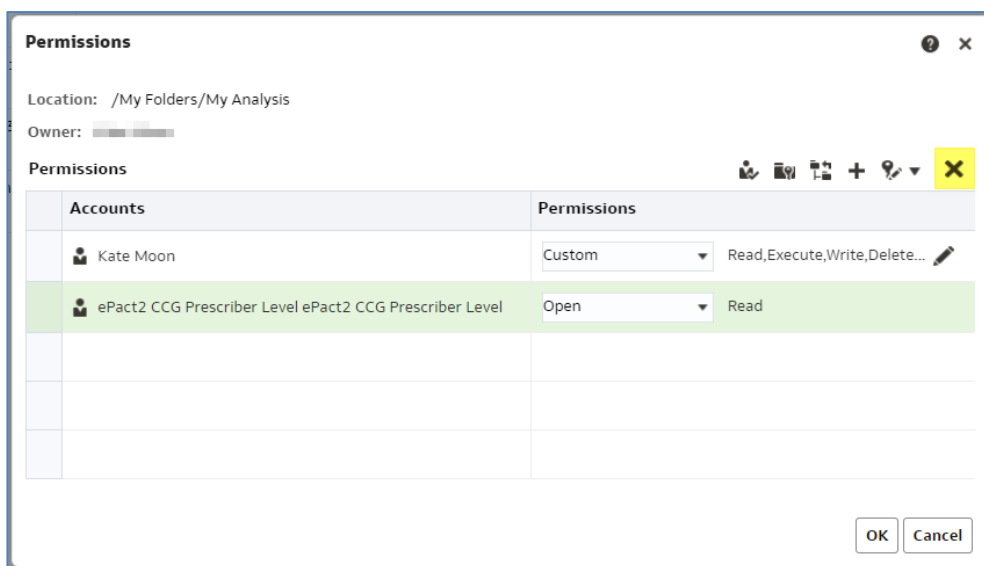 Permissions
Location: /My Folders/My Analysis
Owner:
Permissions
Accounts Permissions
Kate Moon Custom Read,Execute,Write,Delete...
ePact2 CCG Prescriber Level ePact2 CCG Prescriber Level Open Read
OK Cancel